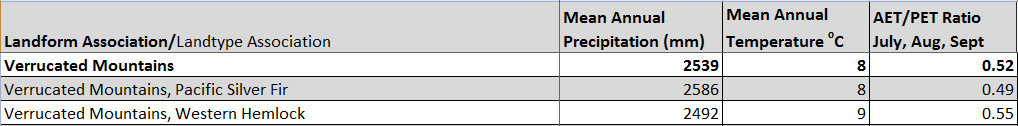 Landform Association/Landtype Association Mean Annual Precipitation (mm) Mean Annual Temperature °C AET/PET Ratio July, Aug, Sept
Verrucated Mountains 2539 8 0.52
Verrucated Mountains, Pacific Silver Fir 2586 8 0.49
Verrucated Mountains, Western Hemlock 2492 9 0.55